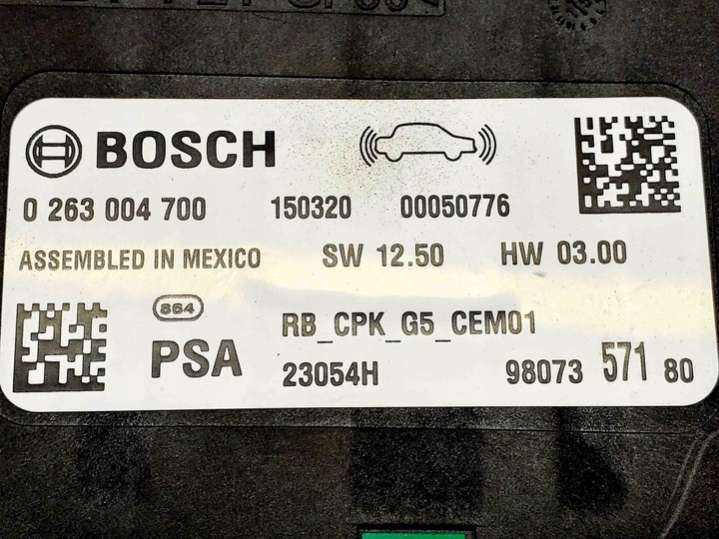 BOSCH
0 263 004 700 150320 00050776
ASSEMBLED IN MEXICO SW 12.50 HW 03.00
864
PSA RB_CPK_G5_CEM01
23054H 98073 571 80